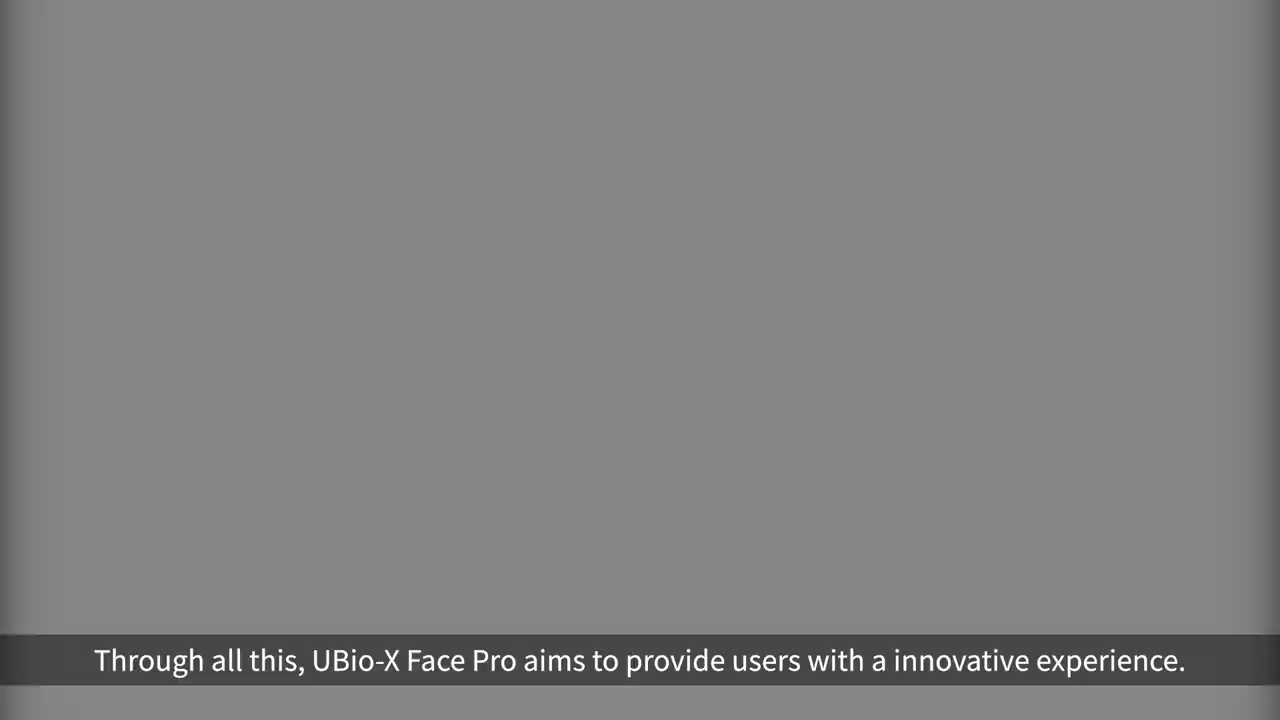 Through all this, UBio-X Face Pro aims to provide users with a innovative experience.